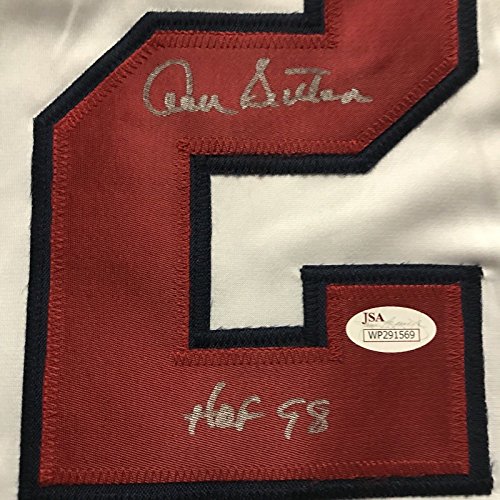 Don Sutton
JSA
WP291569
HOF 98